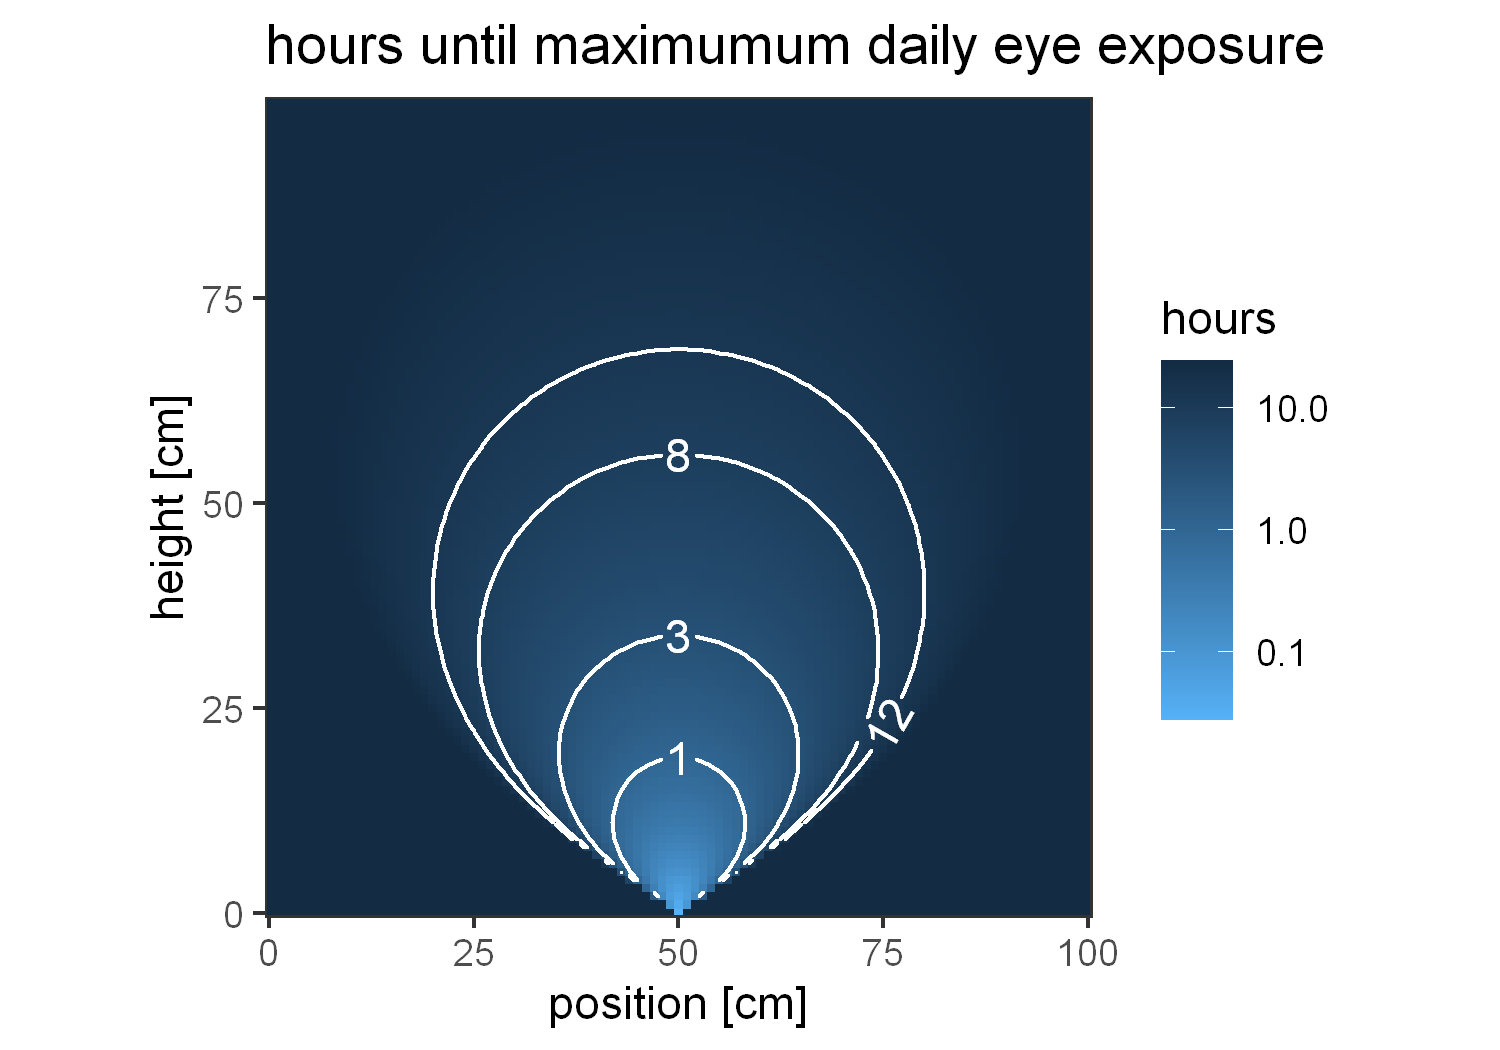 hours until maximumum daily eye exposure
height [cm]
75
50
25
0
8
3
1
12
0 25 50 75 100
position [cm]
hours
10.0
1.0
0.1